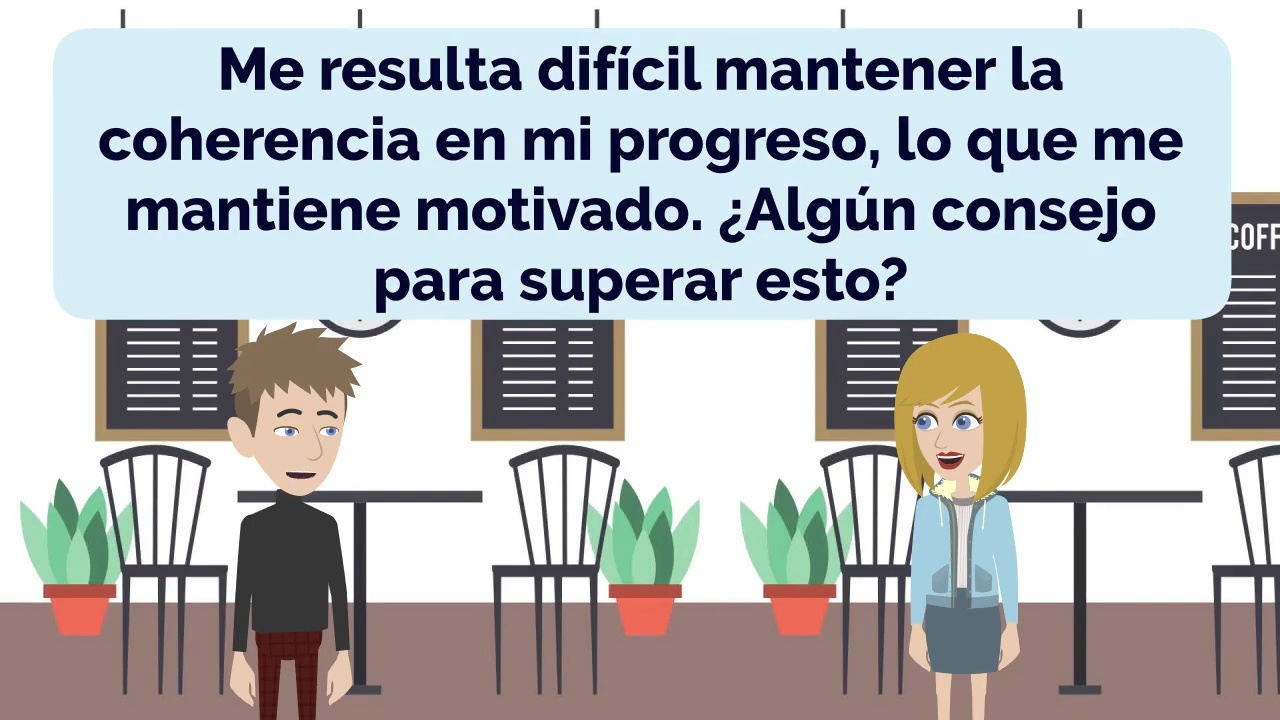 Me resulta difícil mantener la
coherencia en mi progreso, lo que me
mantiene motivado. ¿Algún consejo
para superar esto?
COFF